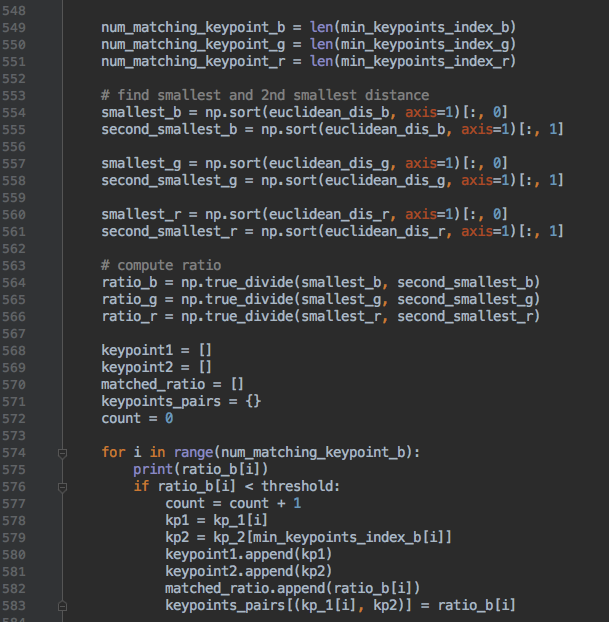 548
549 num_matching_keypoint_b = len(min_keypoints_index_b)
550 num_matching_keypoint_g = len(min_keypoints_index_g)
551 num_matching_keypoint_r = len(min_keypoints_index_r)
552
553 # find smallest and 2nd smallest distance
554 smallest_b = np.sort(euclidean_dis_b, axis=1)[:, 0]
555 second_smallest_b = np.sort(euclidean_dis_b, axis=1)[:, 1]
556
557 smallest_g = np.sort(euclidean_dis_g, axis=1)[:, 0]
558 second_smallest_g = np.sort(euclidean_dis_g, axis=1)[:, 1]
559
560 smallest_r = np.sort(euclidean_dis_r, axis=1)[:, 0]
561 second_smallest_r = np.sort(euclidean_dis_r, axis=1)[:, 1]
562
563 # compute ratio
564 ratio_b = np.true_divide(smallest_b, second_smallest_b)
565 ratio_g = np.true_divide(smallest_g, second_smallest_g)
566 ratio_r = np.true_divide(smallest_r, second_smallest_r)
567
568 keypoint1 = []
569 keypoint2 = []
570 matched_ratio = []
571 keypoints_pairs = {}
572 count = 0
573
574 for i in range(num_matching_keypoint_b):
575 print(ratio_b[i])
576 if ratio_b[i] < threshold:
577 count = count + 1
578 kp1 = kp_1[i]
579 kp2 = kp_2[min_keypoints_index_b[i]]
580 keypoint1.append(kp1)
581 keypoint2.append(kp2)
582 matched_ratio.append(ratio_b[i])
583 keypoints_pairs[(kp_1[i], kp2)] = ratio_b[i]